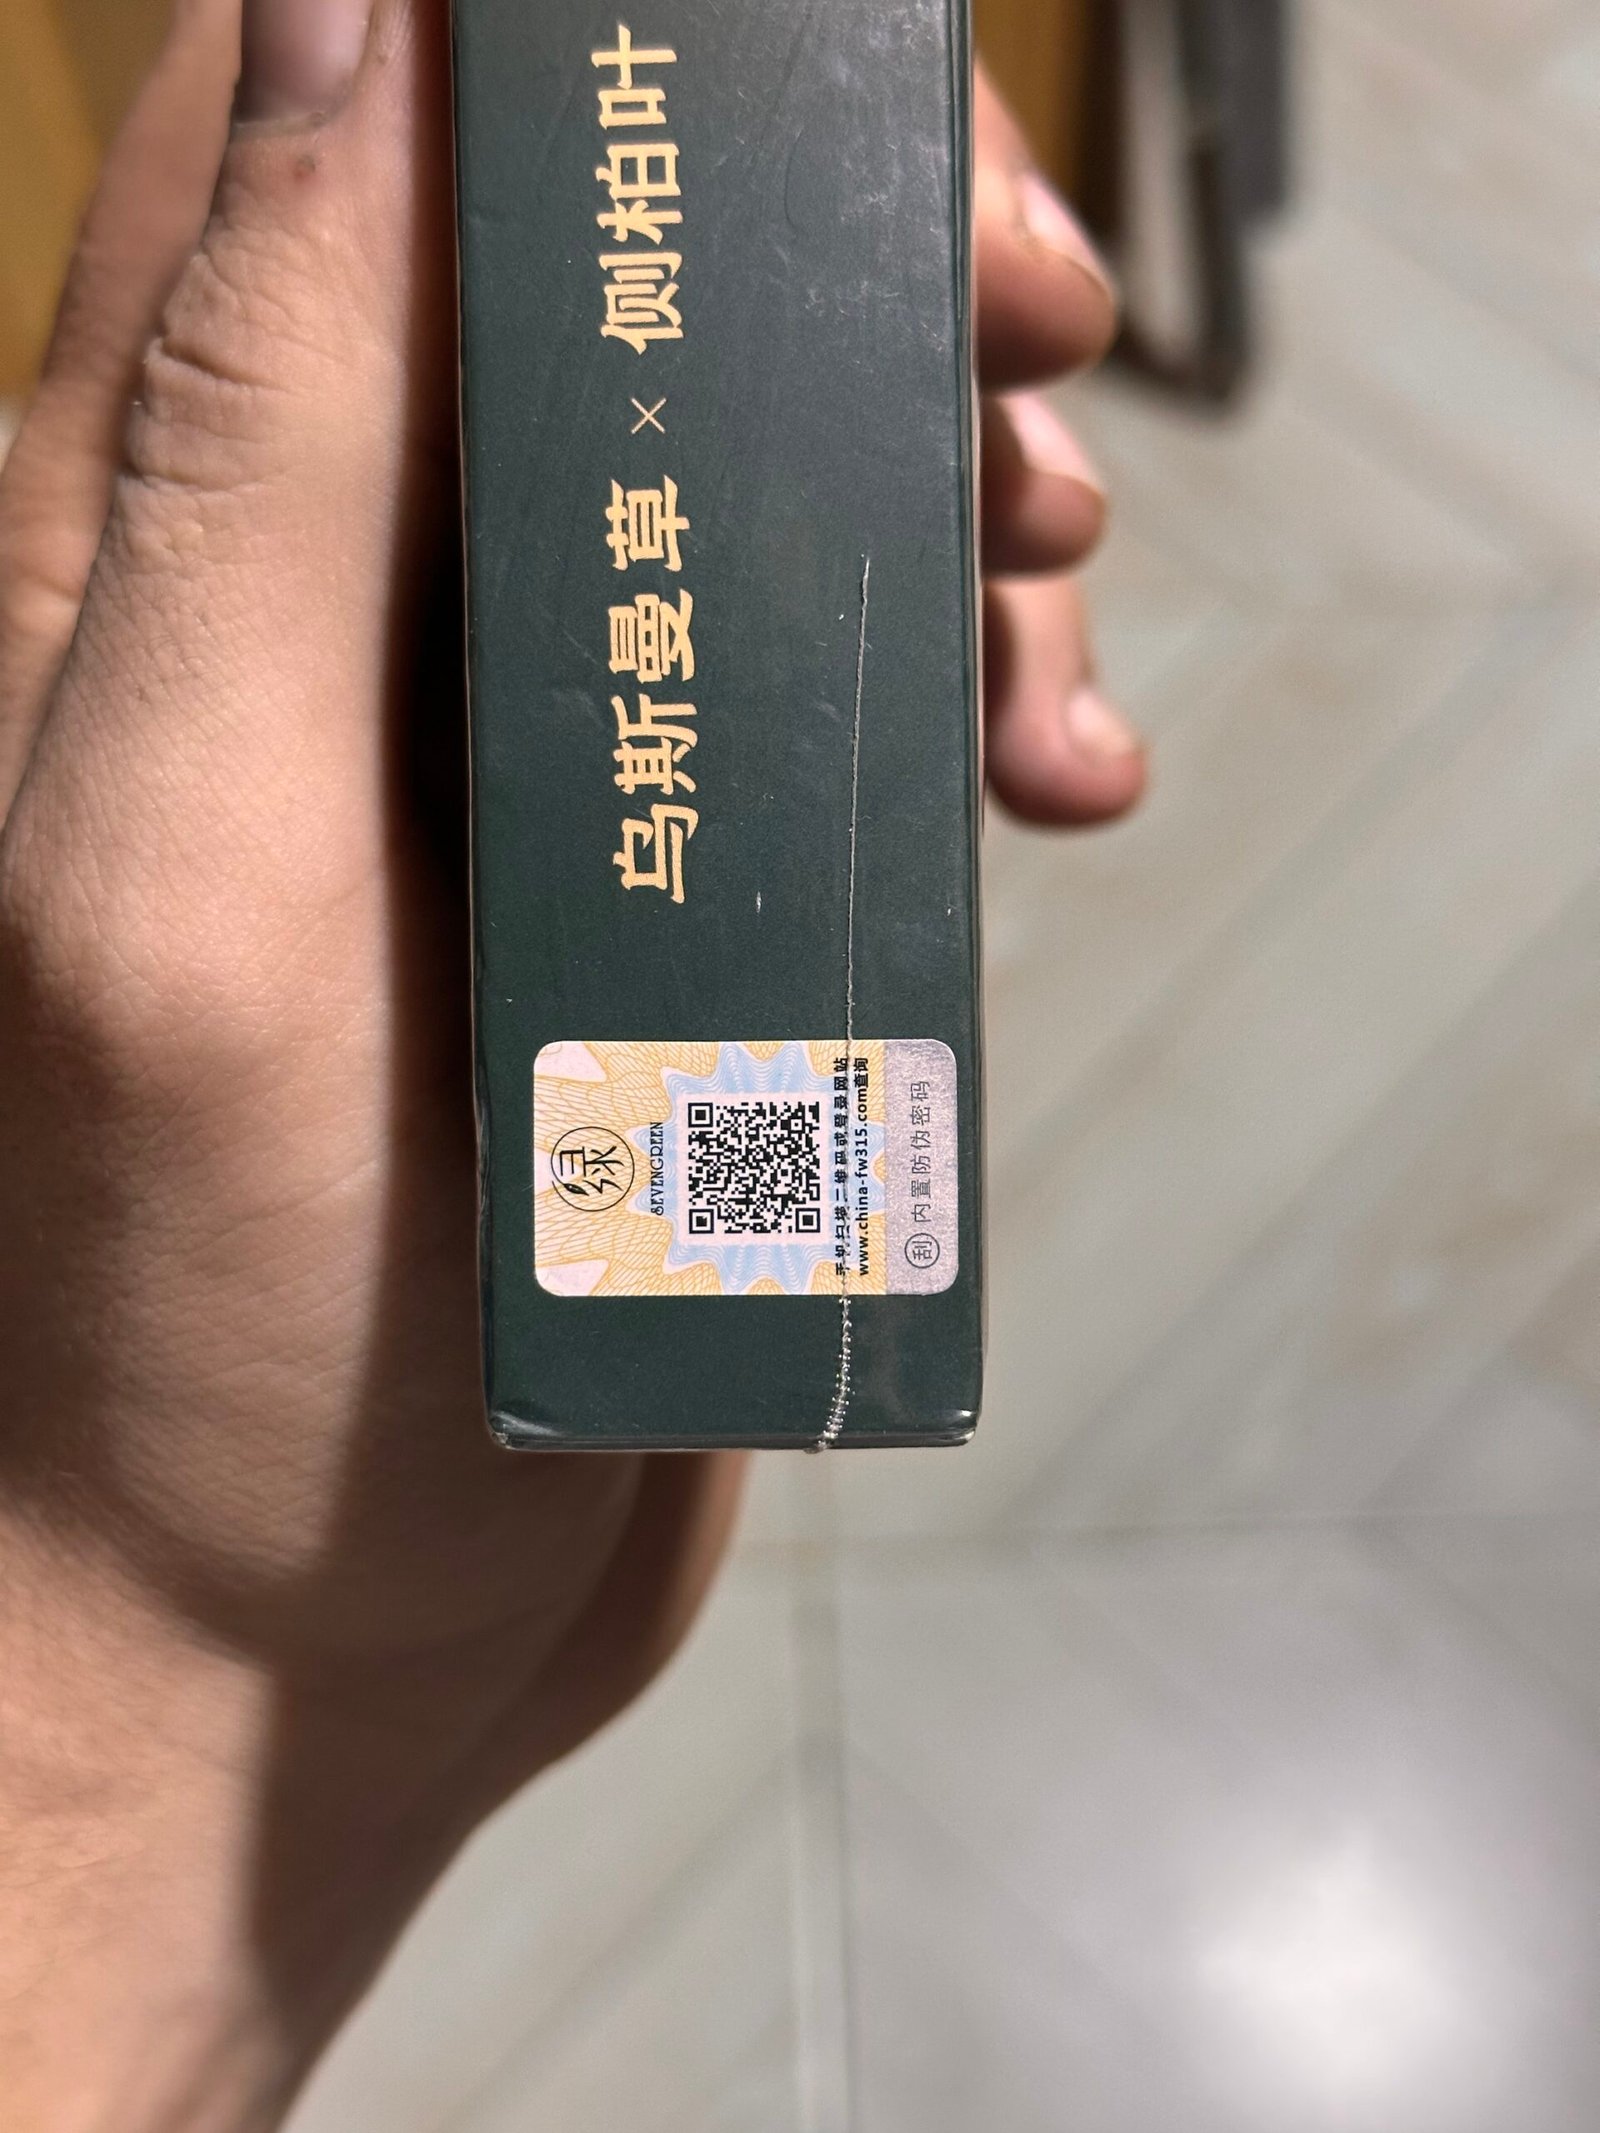 乌斯曼草×侧柏叶
绿
SEVENGREEN
手机扫描二维码或登录网站
www.china-fw315.com查询
刮 内置防伪密码